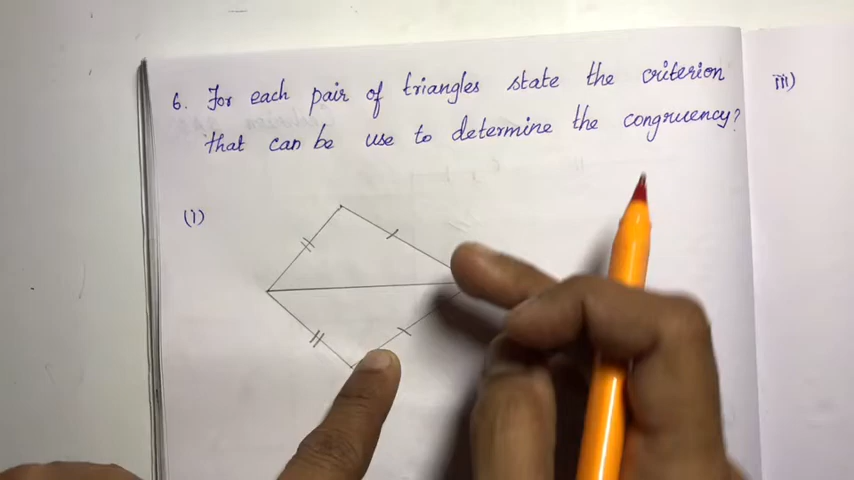 6. For each pair of triangles state the criterion
that can be use to determine the congruency?
(i)
iii)